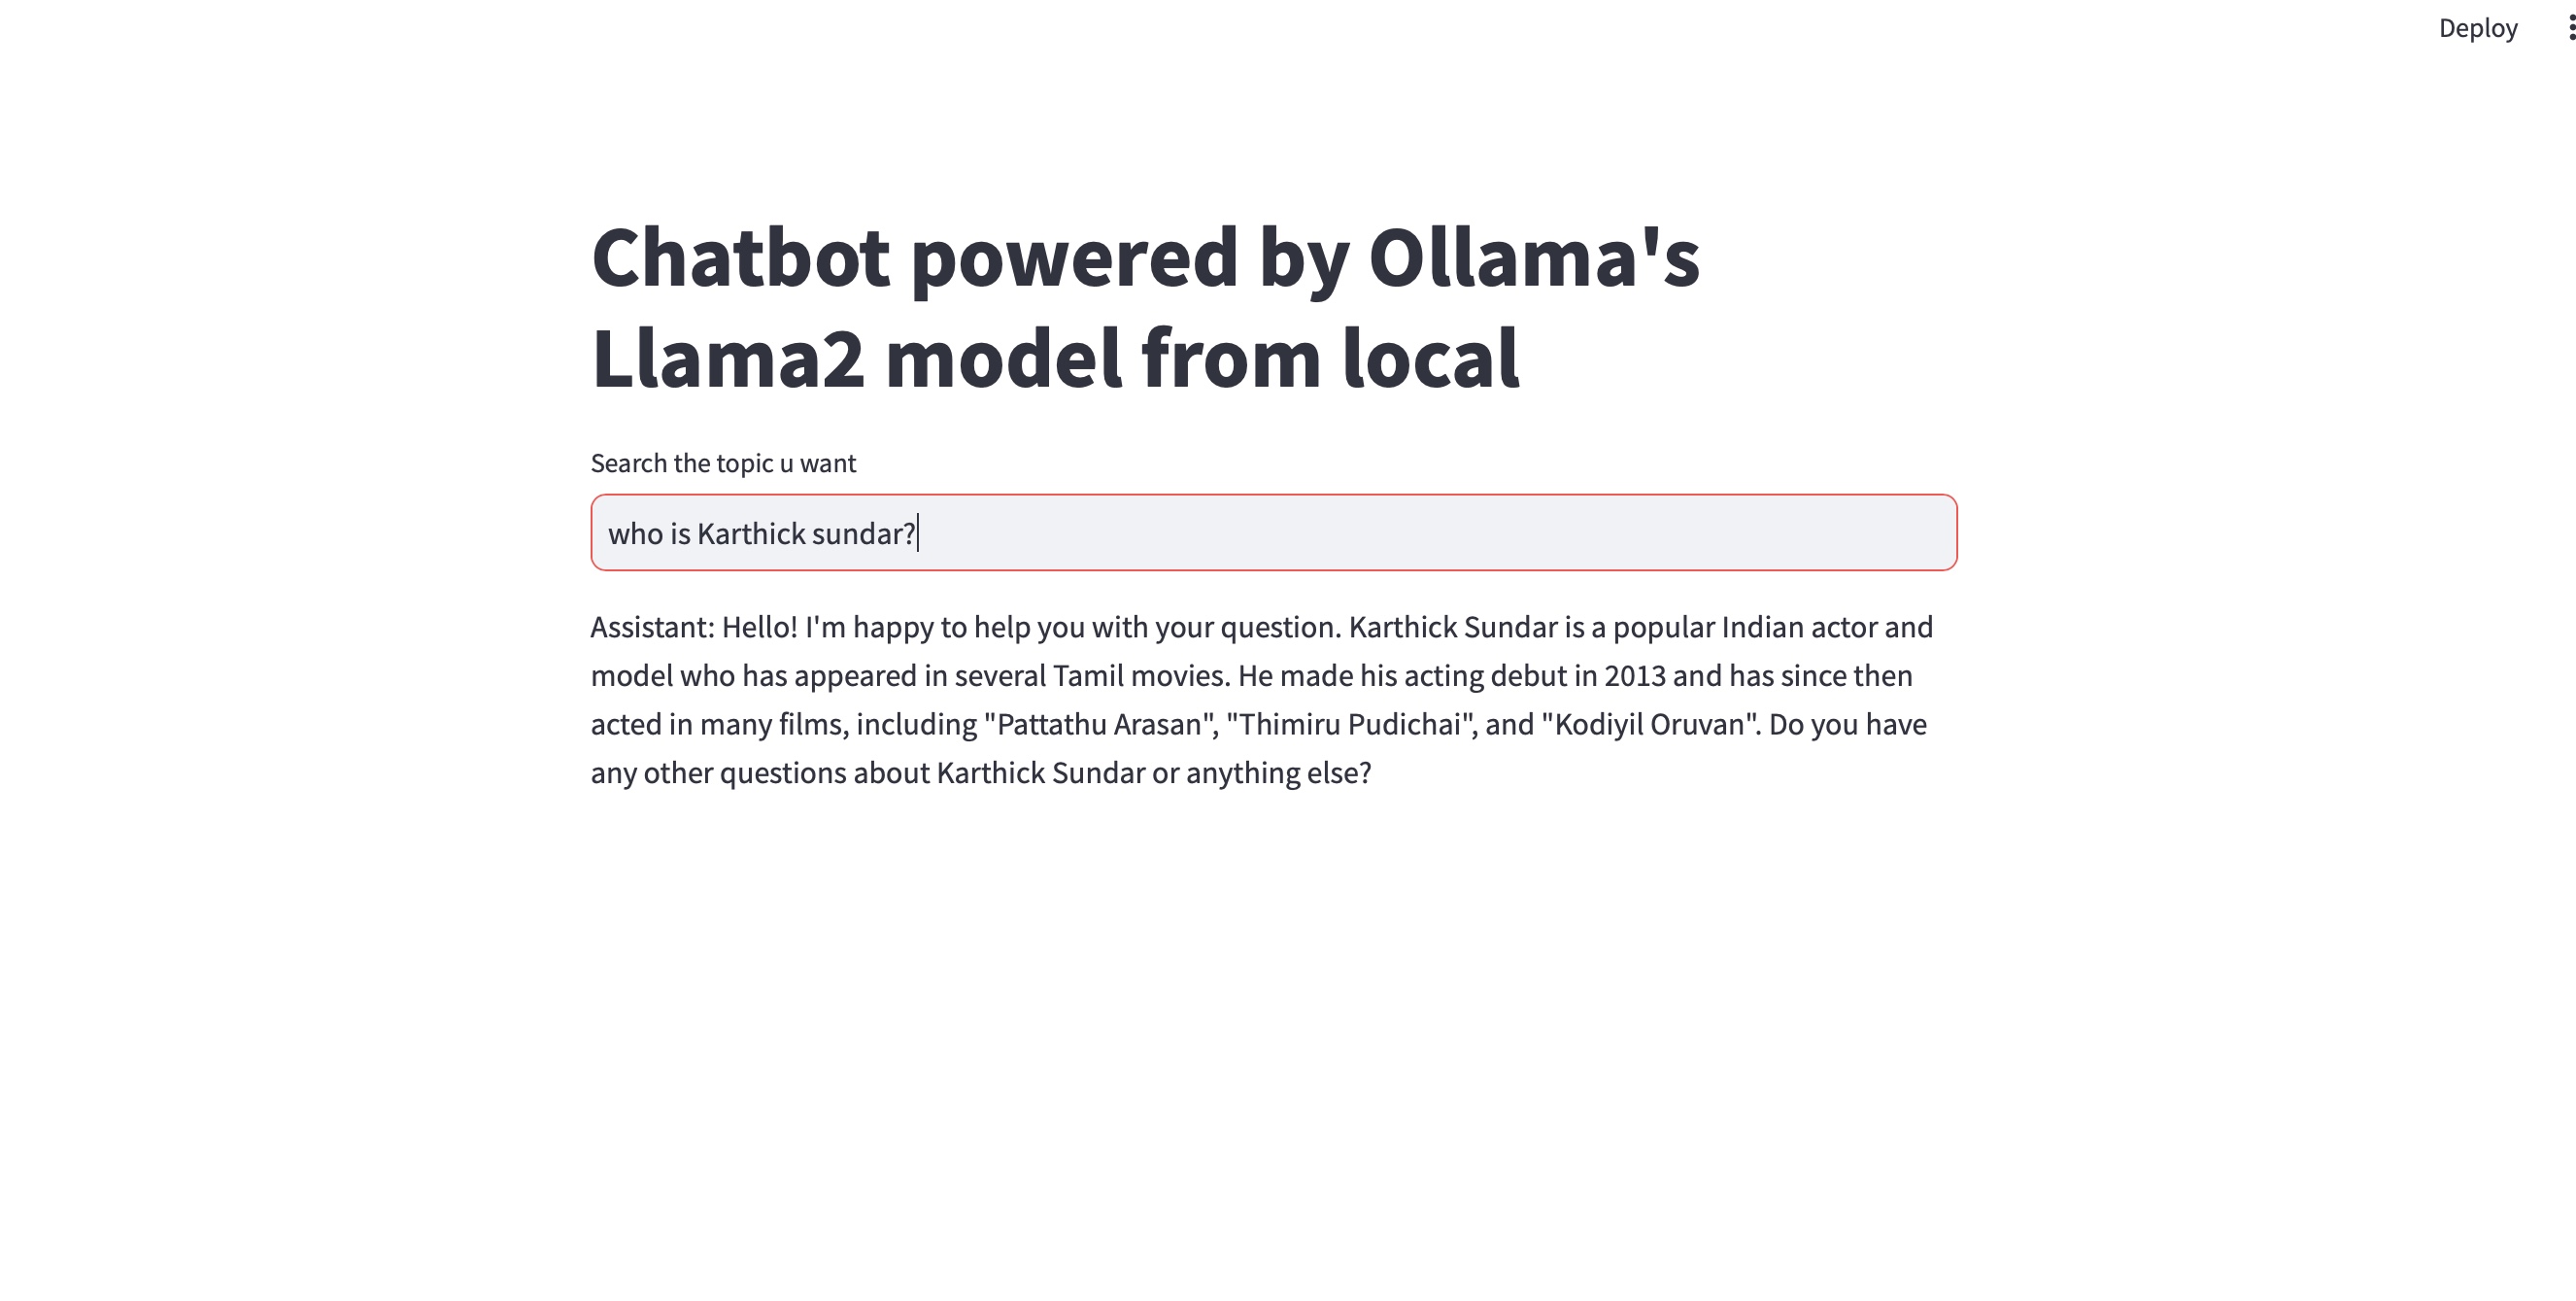 Deploy
Chatbot powered by Ollama's
Llama2 model from local
Search the topic u want
who is Karthick sundar?
Assistant: Hello! I'm happy to help you with your question. Karthick Sundar is a popular Indian actor and
model who has appeared in several Tamil movies. He made his acting debut in 2013 and has since then
acted in many films, including "Pattathu Arasan", "Thimiru Pudichai", and "Kodiyil Oruvan". Do you have
any other questions about Karthick Sundar or anything else?